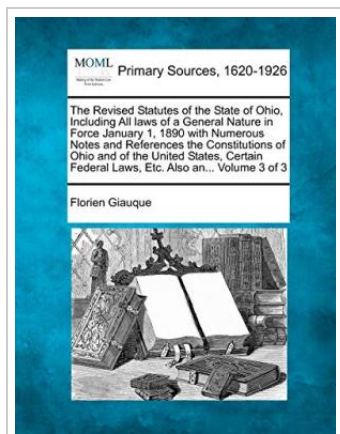 MOML
Primary Sources, 1620-1926
The Revised Statutes of the State of Ohio,
Including All laws of a General Nature in
Force January 1, 1890 with Numerous
Notes and References the Constitutions of
Ohio and of the United States, Certain
Federal Laws, Etc. Also an... Volume 3 of 3
Florien Giauque